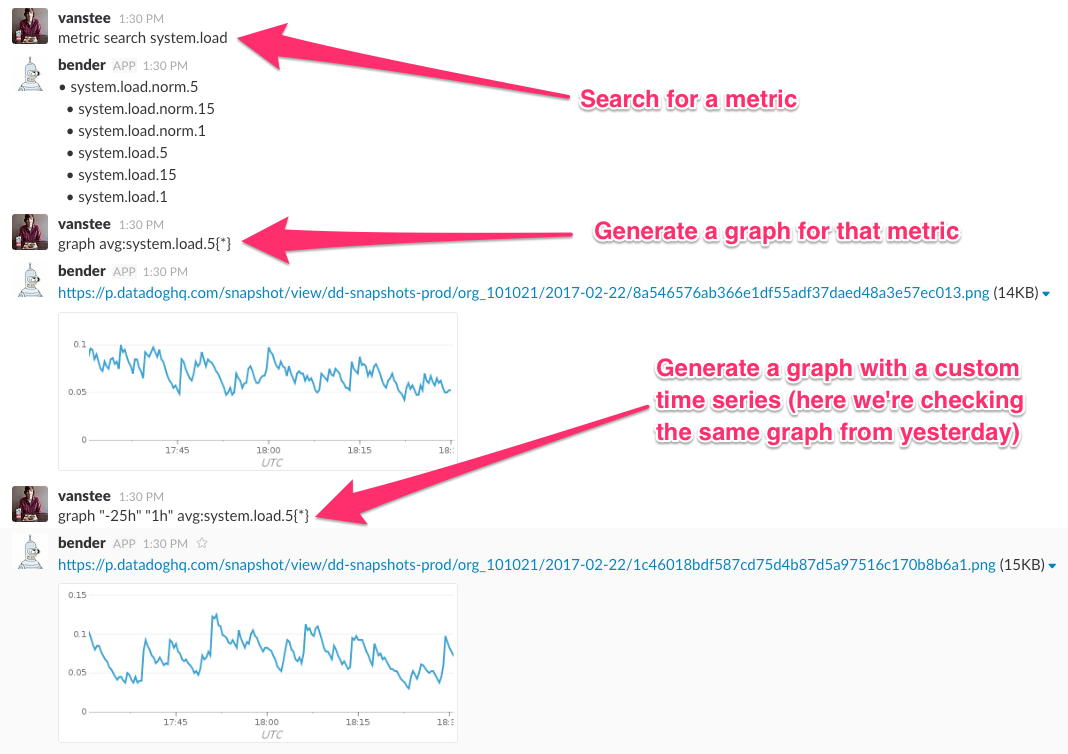 vanstee 1:30 PM
metric search system.load
bender APP 1:30 PM
• system.load.norm.5
• system.load.norm.15
• system.load.norm.1
• system.load.5
• system.load.15
• system.load.1
Search for a metric
vanstee 1:30 PM
graph avg:system.load.5{*}
Generate a graph for that metric
bender APP 1:30 PM
https://p.datadoghq.com/snapshot/view/dd-snapshots-prod/org_101021/2017-02-22/8a546576ab366e1df55adf37daed48a3e57ec013.png (14KB)
0.1
0.05
0
17:45 18:00 18:15 18:
UTC
Generate a graph with a custom
time series (here we're checking
the same graph from yesterday)
vanstee 1:30 PM
graph "-25h" "1h" avg:system.load.5{*}
bender APP 1:30 PM
https://p.datadoghq.com/snapshot/view/dd-snapshots-prod/org_101021/2017-02-22/1c46018bdf587cd75d4b87d5a97516c170b8b6a1.png (15KB)
0.15
0.1
0.05
0
17:45 18:00 18:15 18:
UTC